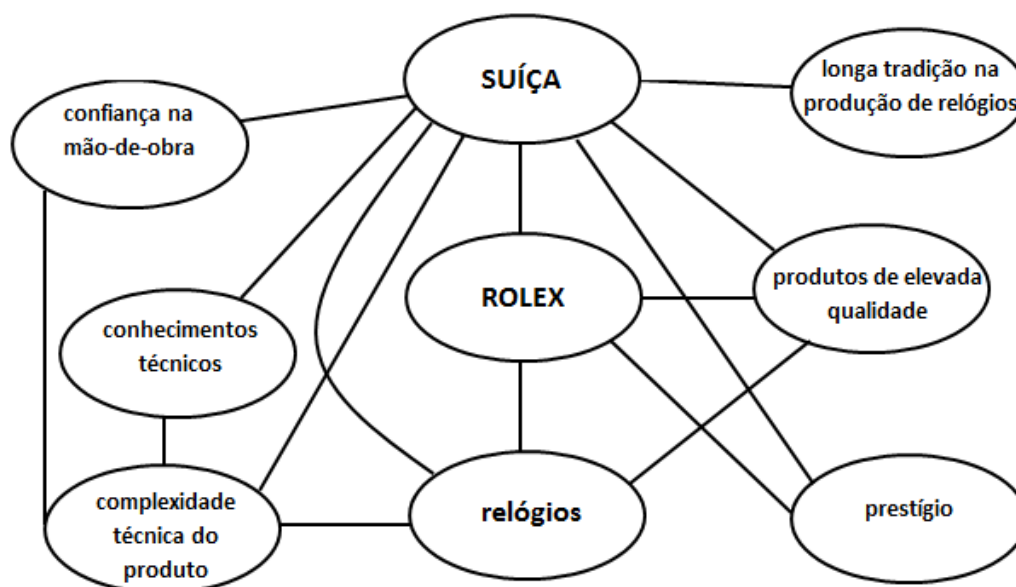 SUÍÇA
longa tradição na
produção de relógios
confiança na
mão-de-obra
ROLEX
produtos de elevada
qualidade
conhecimentos
técnicos
complexidade
técnica do
produto
relógios
prestígio